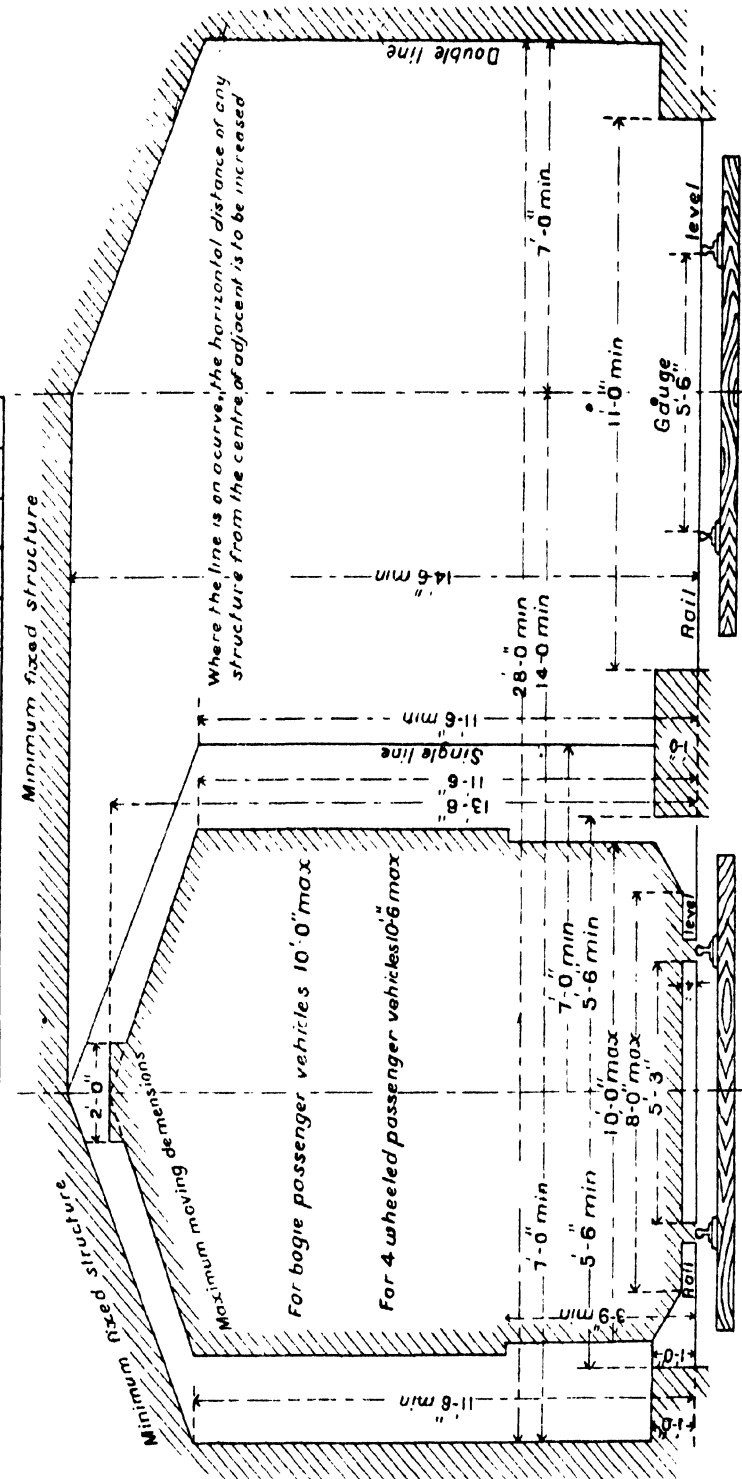 Minimum fixed structure
Minimum fixed structure
Double line
Where the line is on a curve, the horizontal distance of any
structure from the centre of adjacent is to be increased
2'-0"
Maximum moving demensions
For bogie passenger vehicles 10'-0" max
For 4 wheeled passenger vehicles 10'-6" max
14'-6" min
11'-6" min
Single line
11'-6"
13'-6"
11'-6" min
28'-0" min
14'-0" min
7'-0" min
7'-0" min
7'-0" min
5'-6" min
5'-6" min
10'-0" max
8'-0" max
5'-3"
3'-9" min
11'-0" min
Gauge
5'-6"
1'-0"
1'-0"
1'-0"
4"
Rail
level
Rail
level